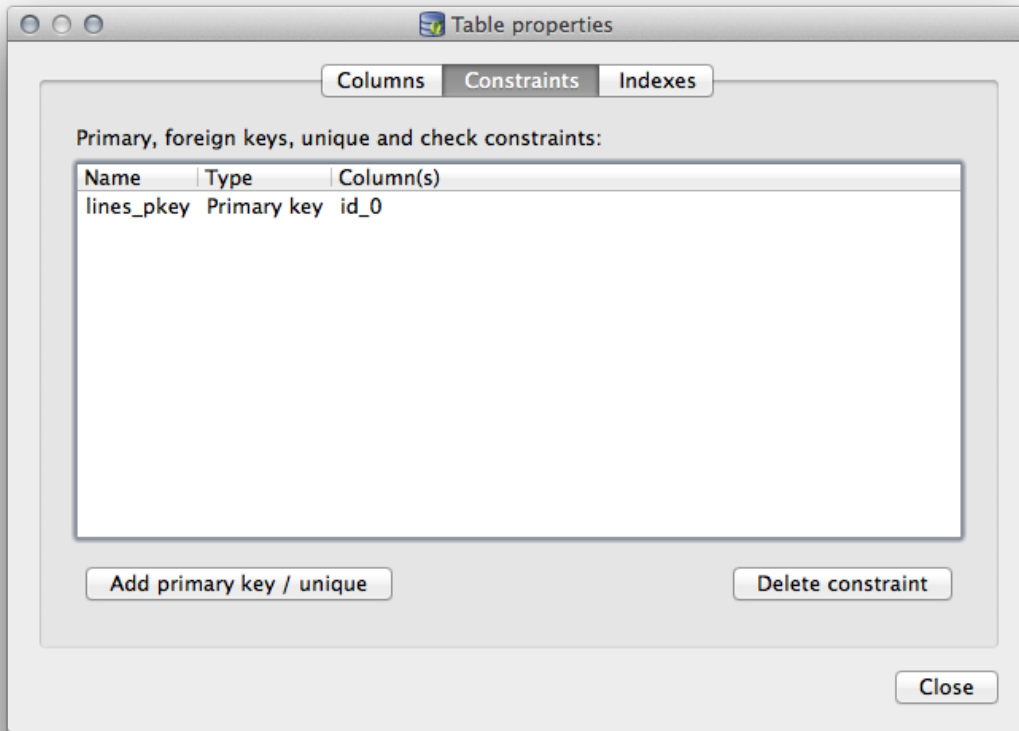 Table properties
Columns Constraints Indexes
Primary, foreign keys, unique and check constraints:
Name Type Column(s)
lines_pkey Primary key id_0
Add primary key / unique Delete constraint
Close